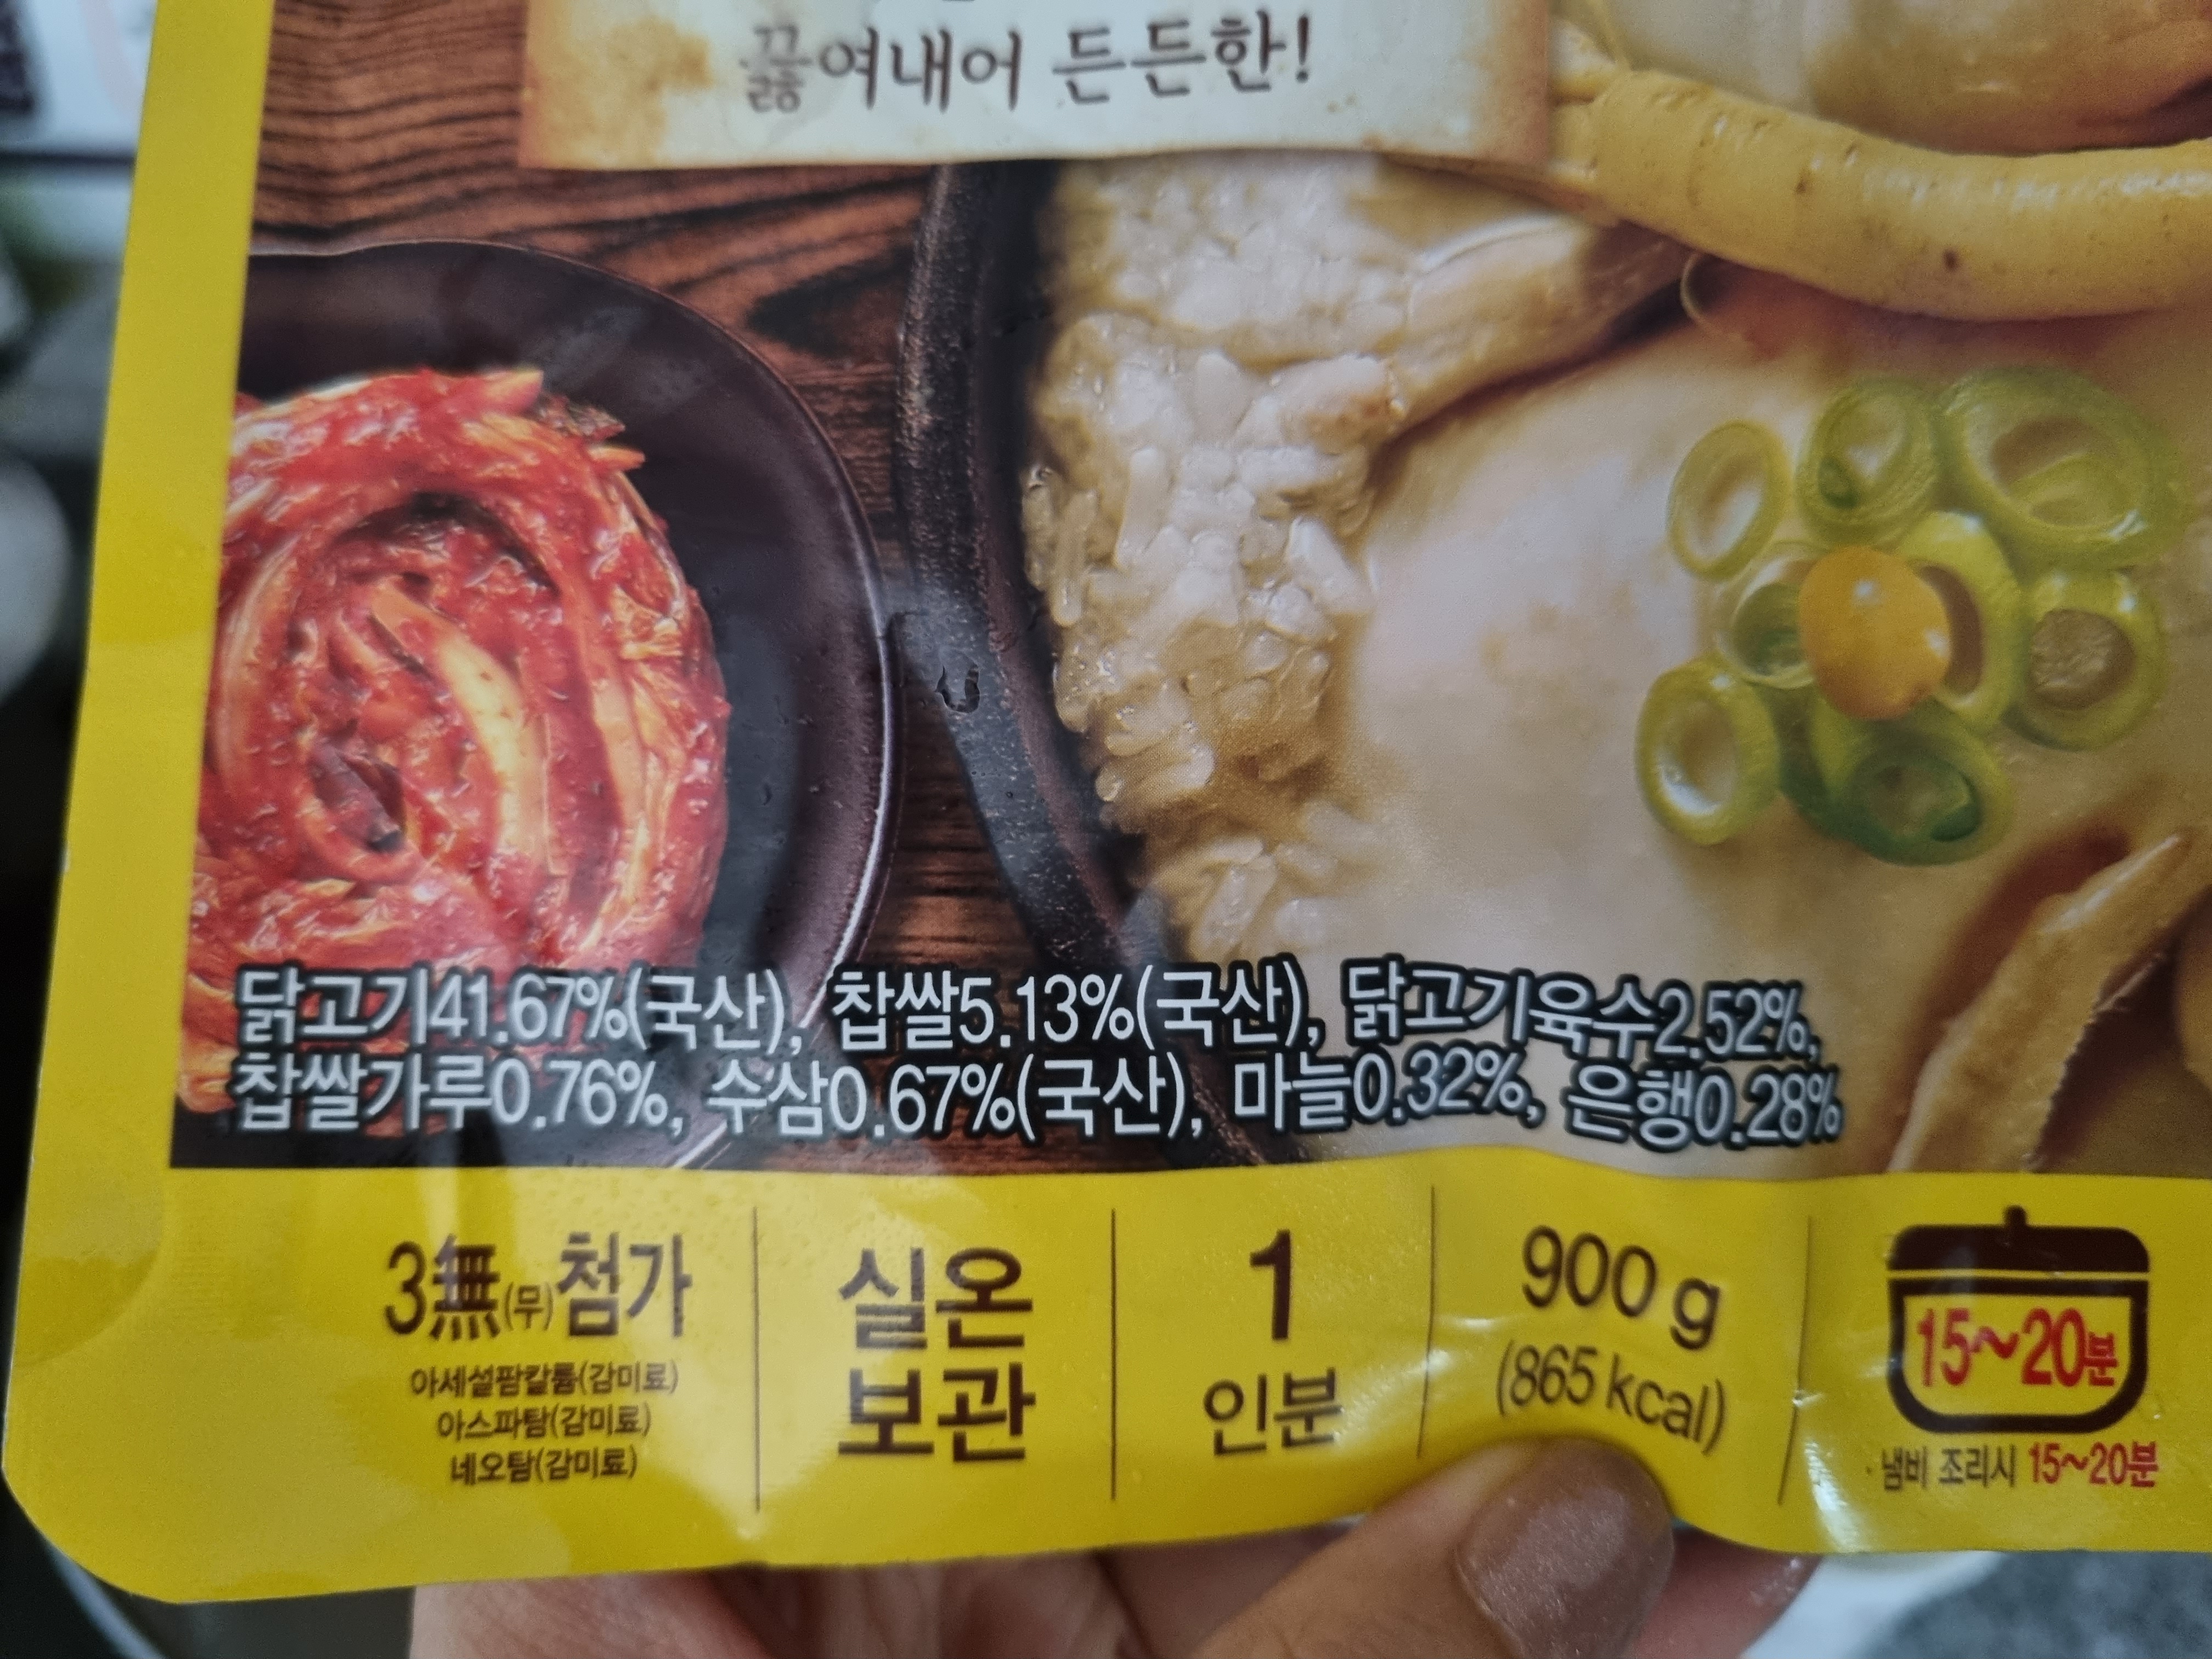 끓여내어 든든한!
닭고기41.67%(국산), 찹쌀5.13%(국산), 닭고기육수2.52%,
찹쌀가루0.76%, 수삼0.67%(국산), 마늘0.32%, 은행0.28%
3無(무)첨가
아세설팜칼륨(감미료)
아스파탐(감미료)
네오탐(감미료)
실온
보관
1
인분
900 g
(865 kcal)
15~20분
냄비 조리시 15~20분